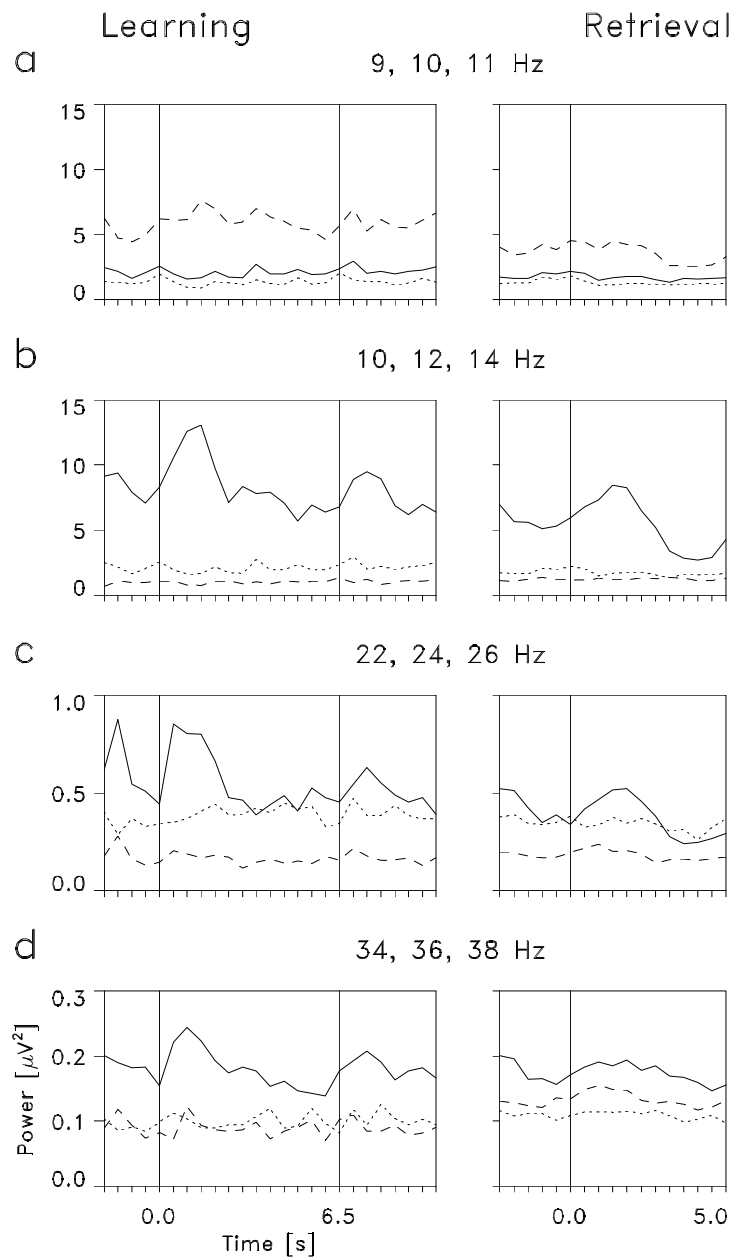 Learning Retrieval
a
9, 10, 11 Hz
15
10
5
0
b
10, 12, 14 Hz
15
10
5
0
c
22, 24, 26 Hz
1.0
0.5
0.0
d
34, 36, 38 Hz
0.3
0.2
0.1
0.0
Power [μV²]
0.0 6.5 0.0 5.0
Time [s]